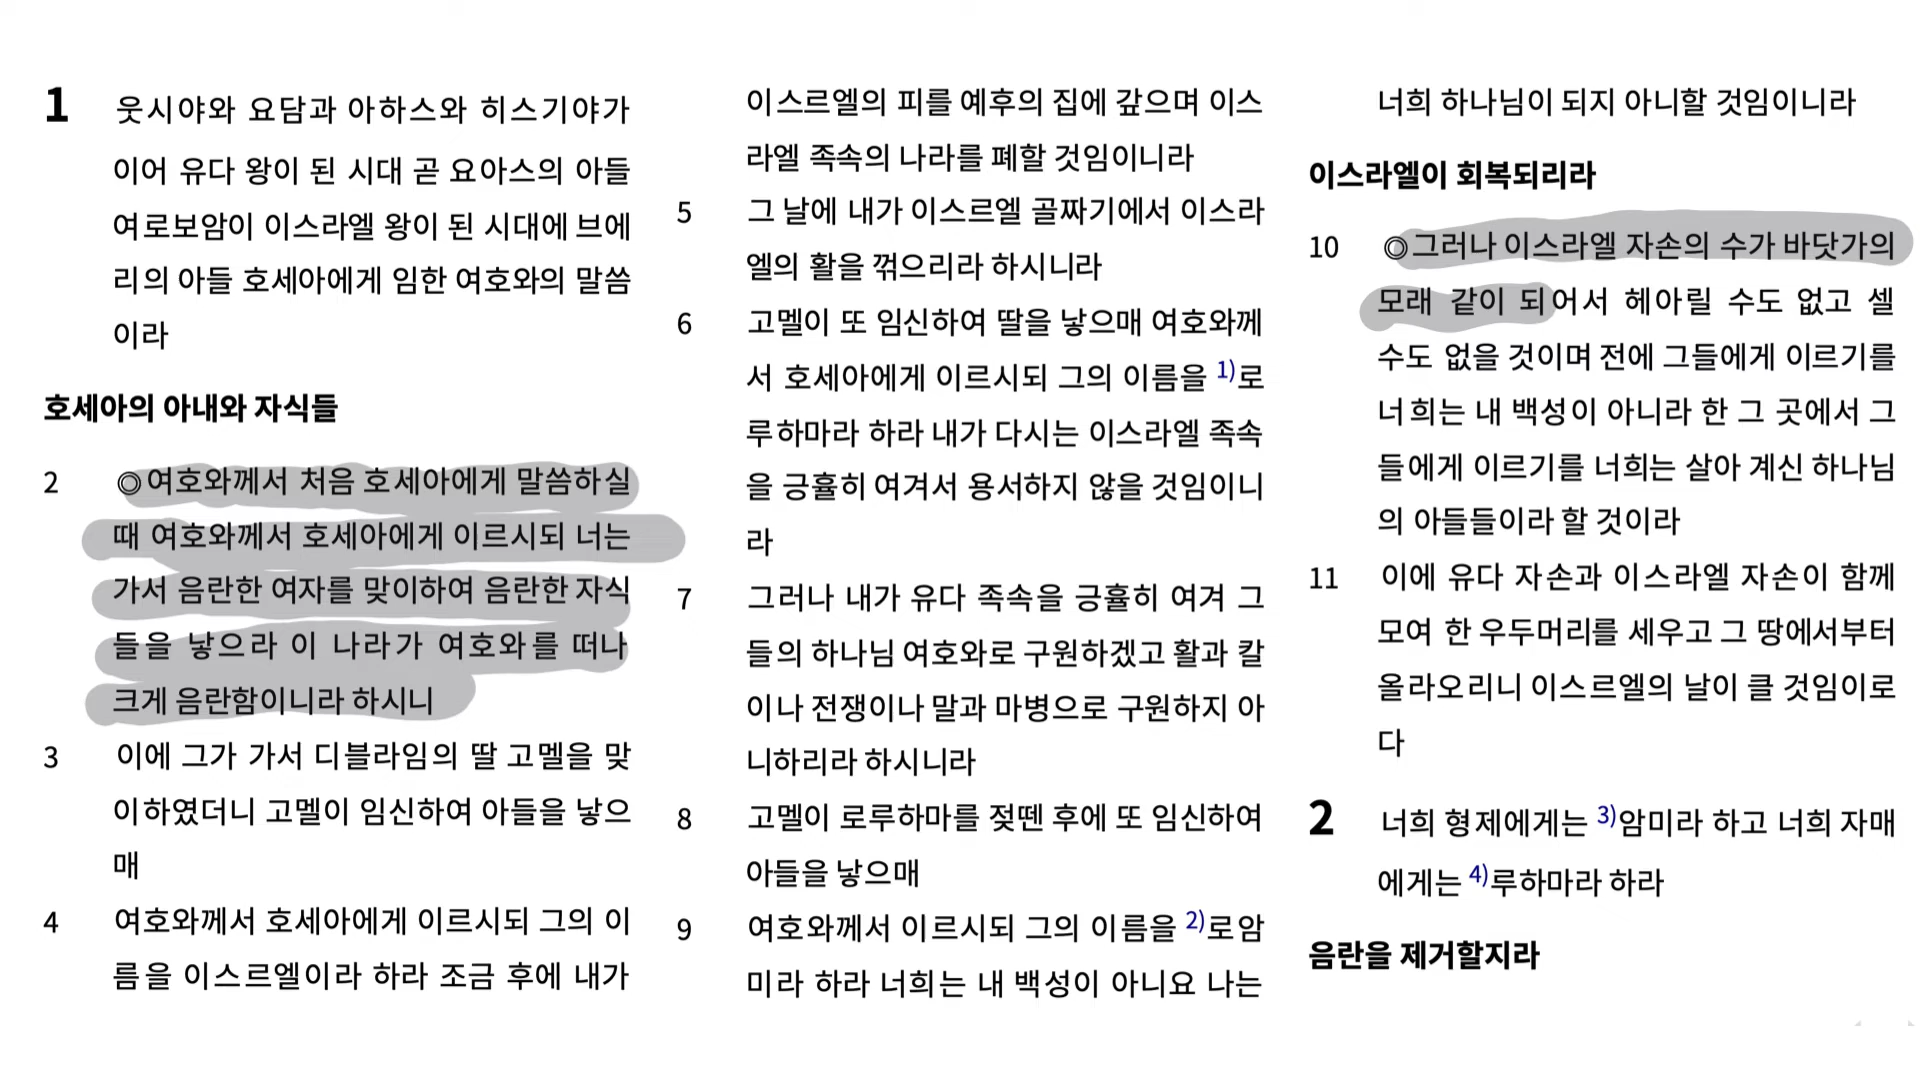 1 웃시야와 요담과 아하스와 히스기야가
이어 유다 왕이 된 시대 곧 요아스의 아들
여로보암이 이스라엘 왕이 된 시대에 브에
리의 아들 호세아에게 임한 여호와의 말씀
이라
호세아의 아내와 자식들
2 ◎여호와께서 처음 호세아에게 말씀하실
때 여호와께서 호세아에게 이르시되 너는
가서 음란한 여자를 맞이하여 음란한 자식
들을 낳으라 이 나라가 여호와를 떠나
크게 음란함이니라 하시니
3 이에 그가 가서 디블라임의 딸 고멜을 맞
이하였더니 고멜이 임신하여 아들을 낳으
매
4 여호와께서 호세아에게 이르시되 그의 이
름을 이스르엘이라 하라 조금 후에 내가
이스르엘의 피를 예후의 집에 갚으며 이스
라엘 족속의 나라를 폐할 것임이니라
5 그 날에 내가 이스르엘 골짜기에서 이스라
엘의 활을 꺾으리라 하시니라
6 고멜이 또 임신하여 딸을 낳으매 여호와께
서 호세아에게 이르시되 그의 이름을 1)로
루하마라 하라 내가 다시는 이스라엘 족속
을 긍휼히 여겨서 용서하지 않을 것임이니
라
7 그러나 내가 유다 족속을 긍휼히 여겨 그
들의 하나님 여호와로 구원하겠고 활과 칼
이나 전쟁이나 말과 마병으로 구원하지 아
니하리라 하시니라
8 고멜이 로루하마를 젖뗀 후에 또 임신하여
아들을 낳으매
9 여호와께서 이르시되 그의 이름을 2)로암
미라 하라 너희는 내 백성이 아니요 나는
너희 하나님이 되지 아니할 것임이니라
이스라엘이 회복되리라
10 ◎그러나 이스라엘 자손의 수가 바닷가의
모래 같이 되어서 헤아릴 수도 없고 셀
수도 없을 것이며 전에 그들에게 이르기를
너희는 내 백성이 아니라 한 그 곳에서 그
들에게 이르기를 너희는 살아 계신 하나님
의 아들들이라 할 것이라
11 이에 유다 자손과 이스라엘 자손이 함께
모여 한 우두머리를 세우고 그 땅에서부터
올라오리니 이스르엘의 날이 클 것임이로
다
2 너희 형제에게는 3)암미라 하고 너희 자매
에게는 4)루하마라 하라
음란을 제거할지라